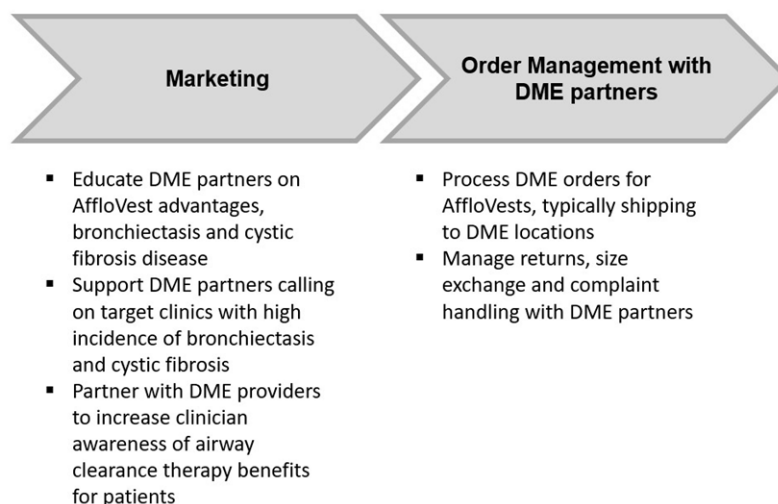 Marketing
Order Management with
DME partners
▪ Educate DME partners on
AffloVest advantages,
bronchiectasis and cystic
fibrosis disease
▪ Support DME partners calling
on target clinics with high
incidence of bronchiectasis
and cystic fibrosis
▪ Partner with DME providers
to increase clinician
awareness of airway
clearance therapy benefits
for patients
▪ Process DME orders for
AffloVests, typically shipping
to DME locations
▪ Manage returns, size
exchange and complaint
handling with DME partners